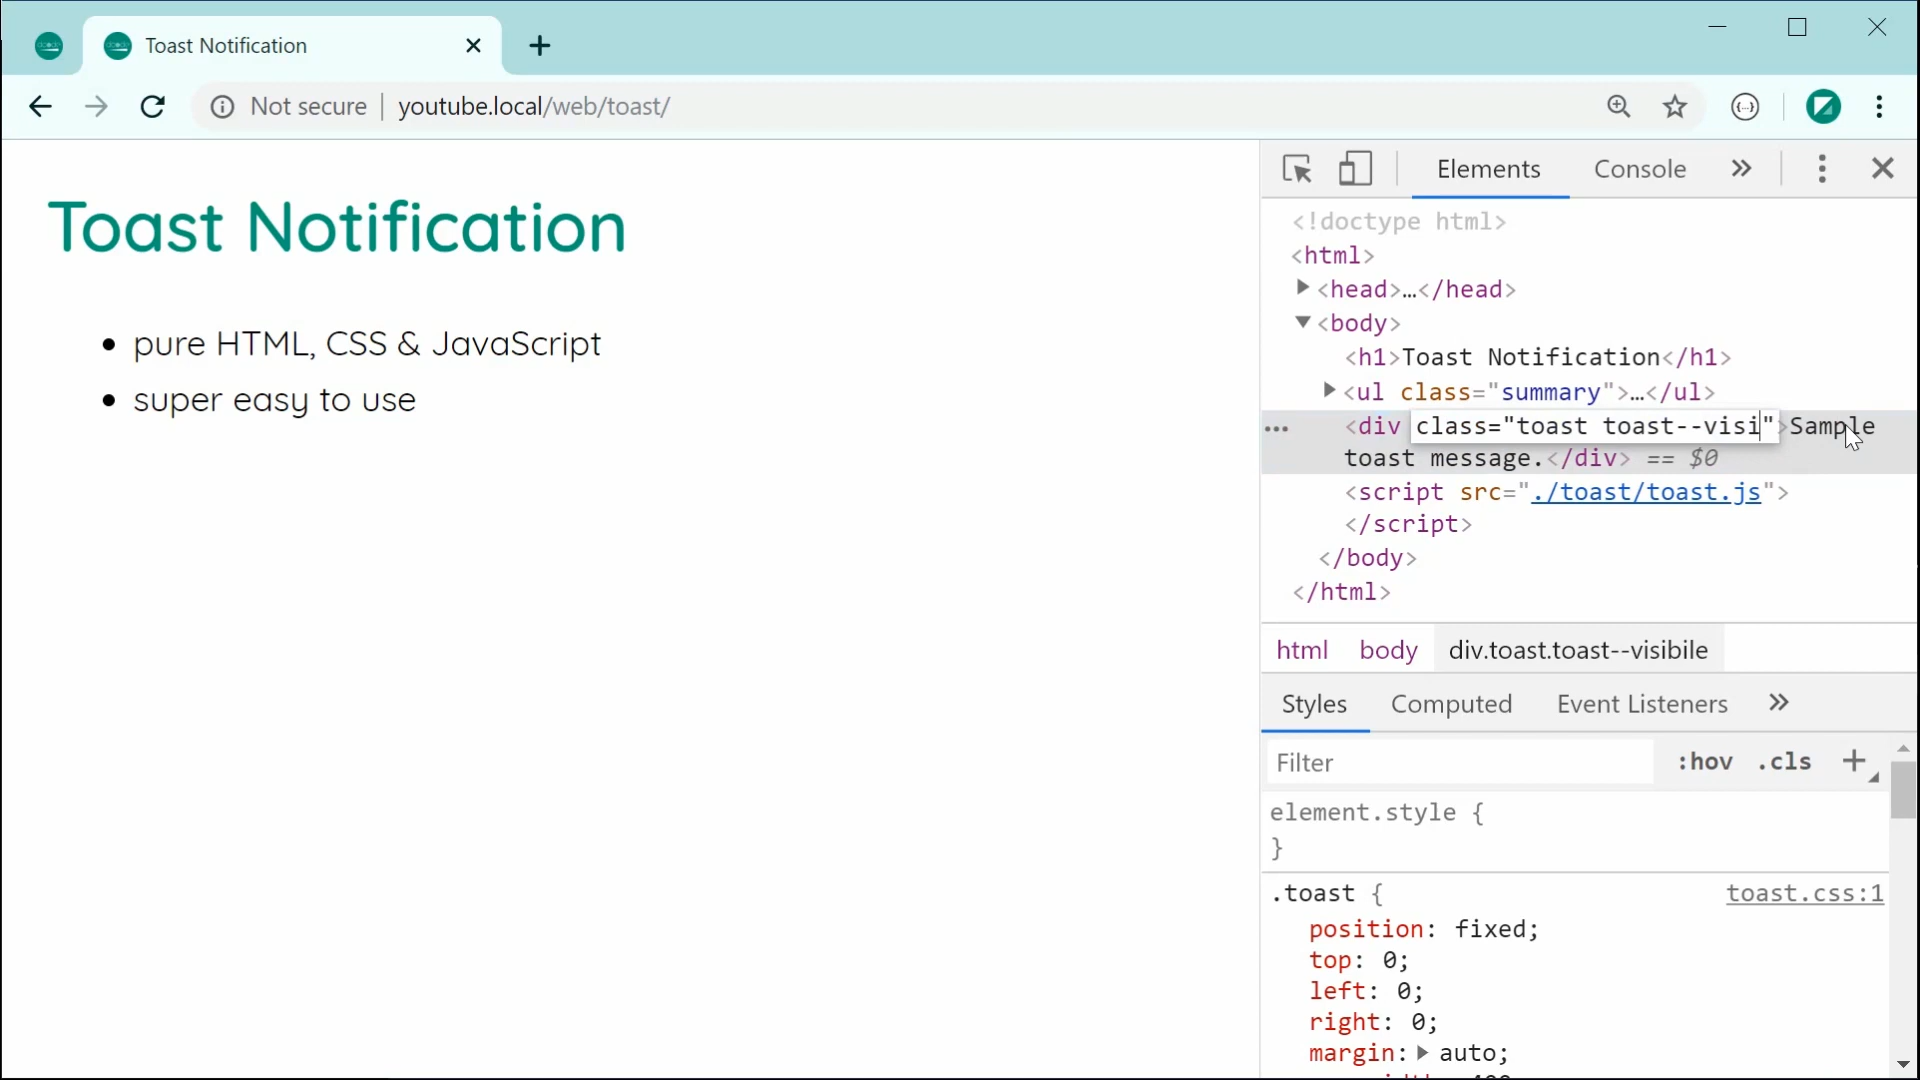 Toast Notification
Not secure youtube.local/web/toast/
Toast Notification
pure HTML, CSS & JavaScript
super easy to use
Elements Console
<!doctype html>
<html>
<head>…</head>
<body>
<h1>Toast Notification</h1>
<ul class="summary">…</ul>
<div class="toast toast--visi">Sample
toast message.</div> == $0
<script src="./toast/toast.js">
</script>
</body>
</html>
html body div.toast.toast--visibile
Styles Computed Event Listeners
Filter :hov .cls
element.style {
}
.toast { toast.css:1
position: fixed;
top: 0;
left: 0;
right: 0;
margin: auto;